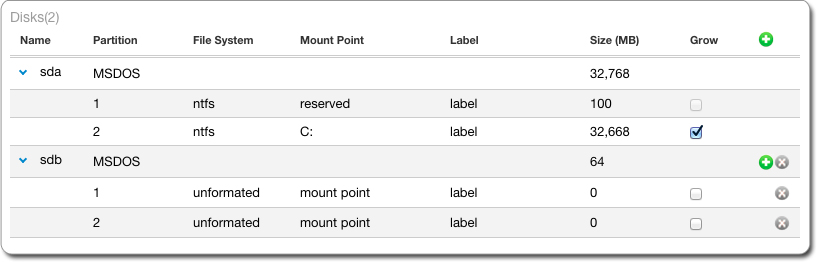 Disks(2)
Name Partition File System Mount Point Label Size (MB) Grow
sda MSDOS 32,768
1 ntfs reserved label 100
2 ntfs C: label 32,668
sdb MSDOS 64
1 unformated mount point label 0
2 unformated mount point label 0